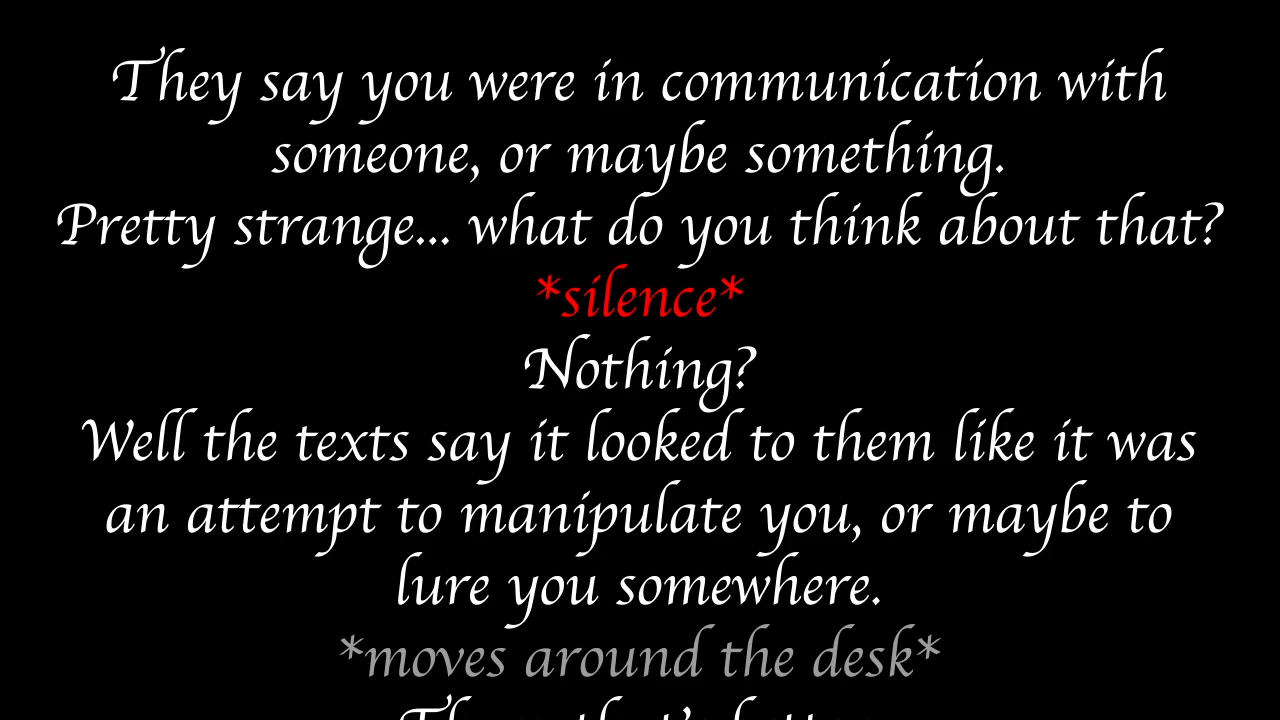 They say you were in communication with
someone, or maybe something.
Pretty strange... what do you think about that?
*silence*
Nothing?
Well the texts say it looked to them like it was
an attempt to manipulate you, or maybe to
lure you somewhere.
*moves around the desk*